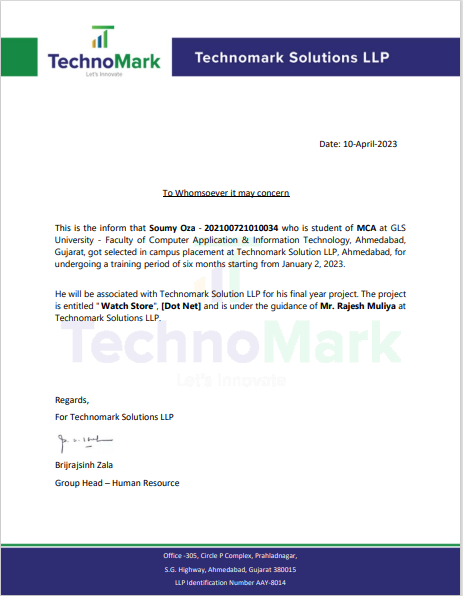 TechnoMark
Let's Innovate
Technomark Solutions LLP
Date: 10-April-2023
To Whomsoever it may concern
This is the inform that Soumy Oza - 202100721010034 who is student of MCA at GLS
University - Faculty of Computer Application & Information Technology, Ahmedabad,
Gujarat, got selected in campus placement at Technomark Solution LLP, Ahmedabad, for
undergoing a training period of six months starting from January 2, 2023.
He will be associated with Technomark Solution LLP for his final year project. The project
is entitled "Watch Store", [Dot Net] and is under the guidance of Mr. Rajesh Muliya at
Technomark Solutions LLP.
TechnoMark
Let's Innovate
Regards,
For Technomark Solutions LLP
Brijrajsinh Zala
Group Head – Human Resource
Office -305, Circle P Complex, Prahladnagar,
S.G. Highway, Ahmedabad, Gujarat 380015
LLP Identification Number AAY-8014